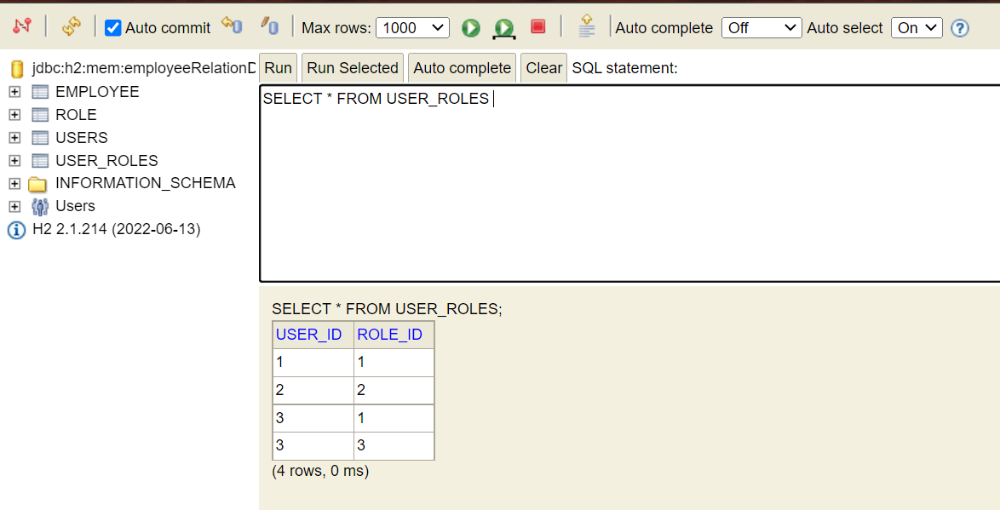 Auto commit Max rows: 1000 Auto complete Off Auto select On ?
jdbc:h2:mem:employeeRelationD
EMPLOYEE
ROLE
USERS
USER_ROLES
INFORMATION_SCHEMA
Users
H2 2.1.214 (2022-06-13)
Run Run Selected Auto complete Clear SQL statement:
SELECT * FROM USER_ROLES
SELECT * FROM USER_ROLES;
USER_ID ROLE_ID
1 1
2 2
3 1
3 3
(4 rows, 0 ms)